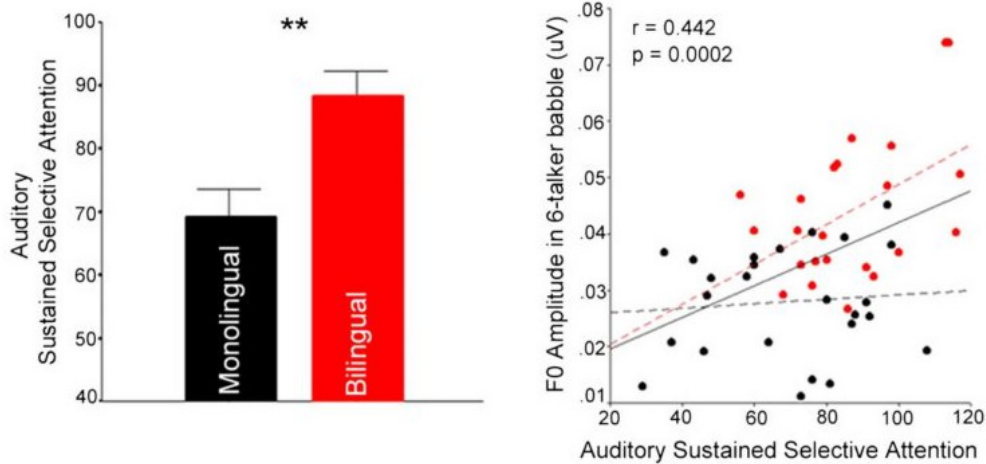 100
90
80
70
60
50
40
Auditory
Sustained Selective Attention
**
Monolingual
Bilingual
r = 0.442
p = 0.0002
F0 Amplitude in 6-talker babble (uV)
.08
.07
.06
.05
.04
.03
.02
.01
20
40
60
80
100
120
Auditory Sustained Selective Attention